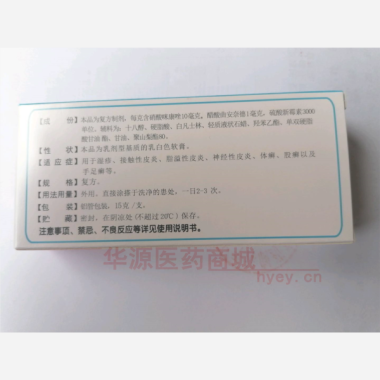 【成 份】本品为复方制剂,每克含硝酸咪康唑10毫克,醋酸曲安奈德1毫克,硫酸新霉素3000
单位。辅料为:十八醇、硬脂酸、白凡士林、轻质液状石蜡、羟苯乙酯、单硬脂
酸甘油酯、甘油、聚山梨酯80。
【性 状】本品为乳剂型基质的乳白色软膏。
【适 应 症】用于湿疹、接触性皮炎、脂溢性皮炎、神经性皮炎、体癣、股癣以及
手足癣等。
【规 格】复方。
【用法用量】外用,直接涂搽于洗净的患处,一日2-3次。
【包 装】铝管包装,15克/支。
【贮 藏】密封,在阴凉处(不超过20℃)保存。
注意事项、禁忌、不良反应等详见使用说明书。
华源医药商城
hyey.cn